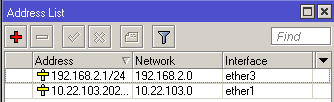 Address List
Find
Address Network Interface
192.168.2.1/24 192.168.2.0 ether3
10.22.103.202... 10.22.103.0 ether1